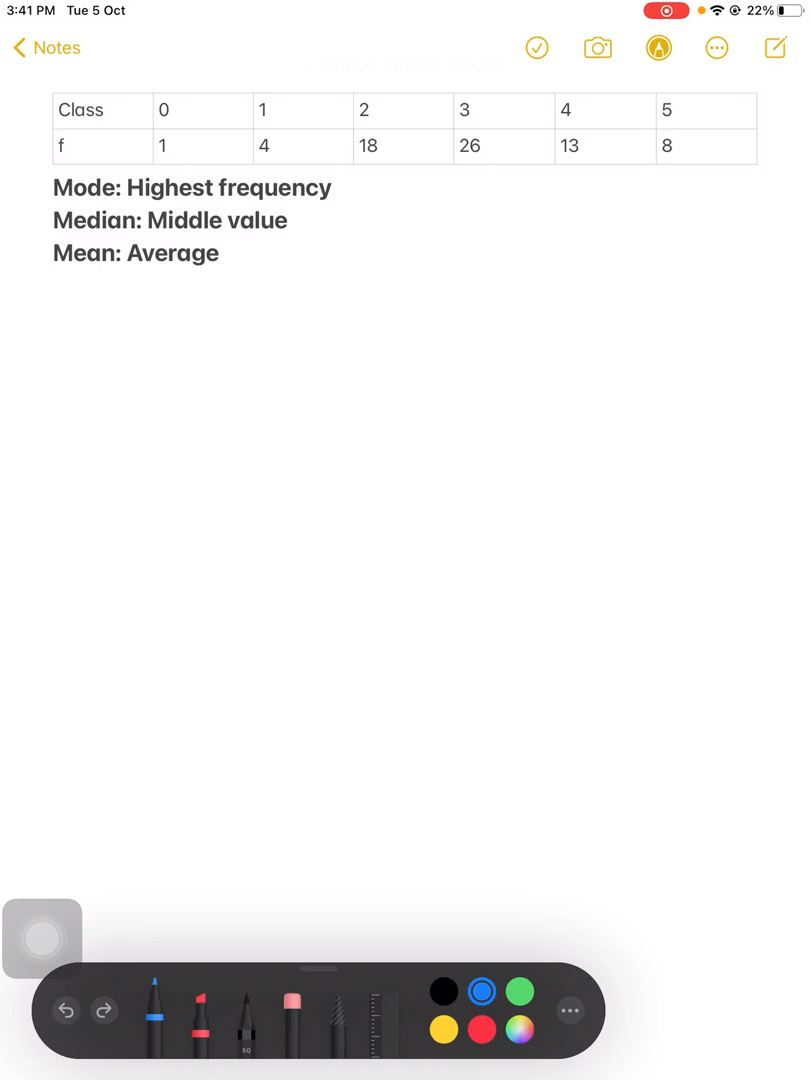 3:41 PM Tue 5 Oct 22%
Notes
Class 0 1 2 3 4 5
f 1 4 18 26 13 8
Mode: Highest frequency
Median: Middle value
Mean: Average
50